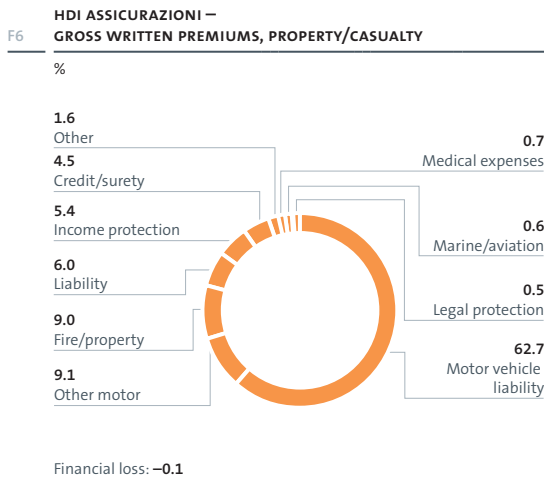 F6
HDI ASSICURAZIONI –
GROSS WRITTEN PREMIUMS, PROPERTY/CASUALTY
%
1.6
Other
4.5
Credit/surety
5.4
Income protection
6.0
Liability
9.0
Fire/property
9.1
Other motor
0.7
Medical expenses
0.6
Marine/aviation
0.5
Legal protection
62.7
Motor vehicle
liability
Financial loss: –0.1